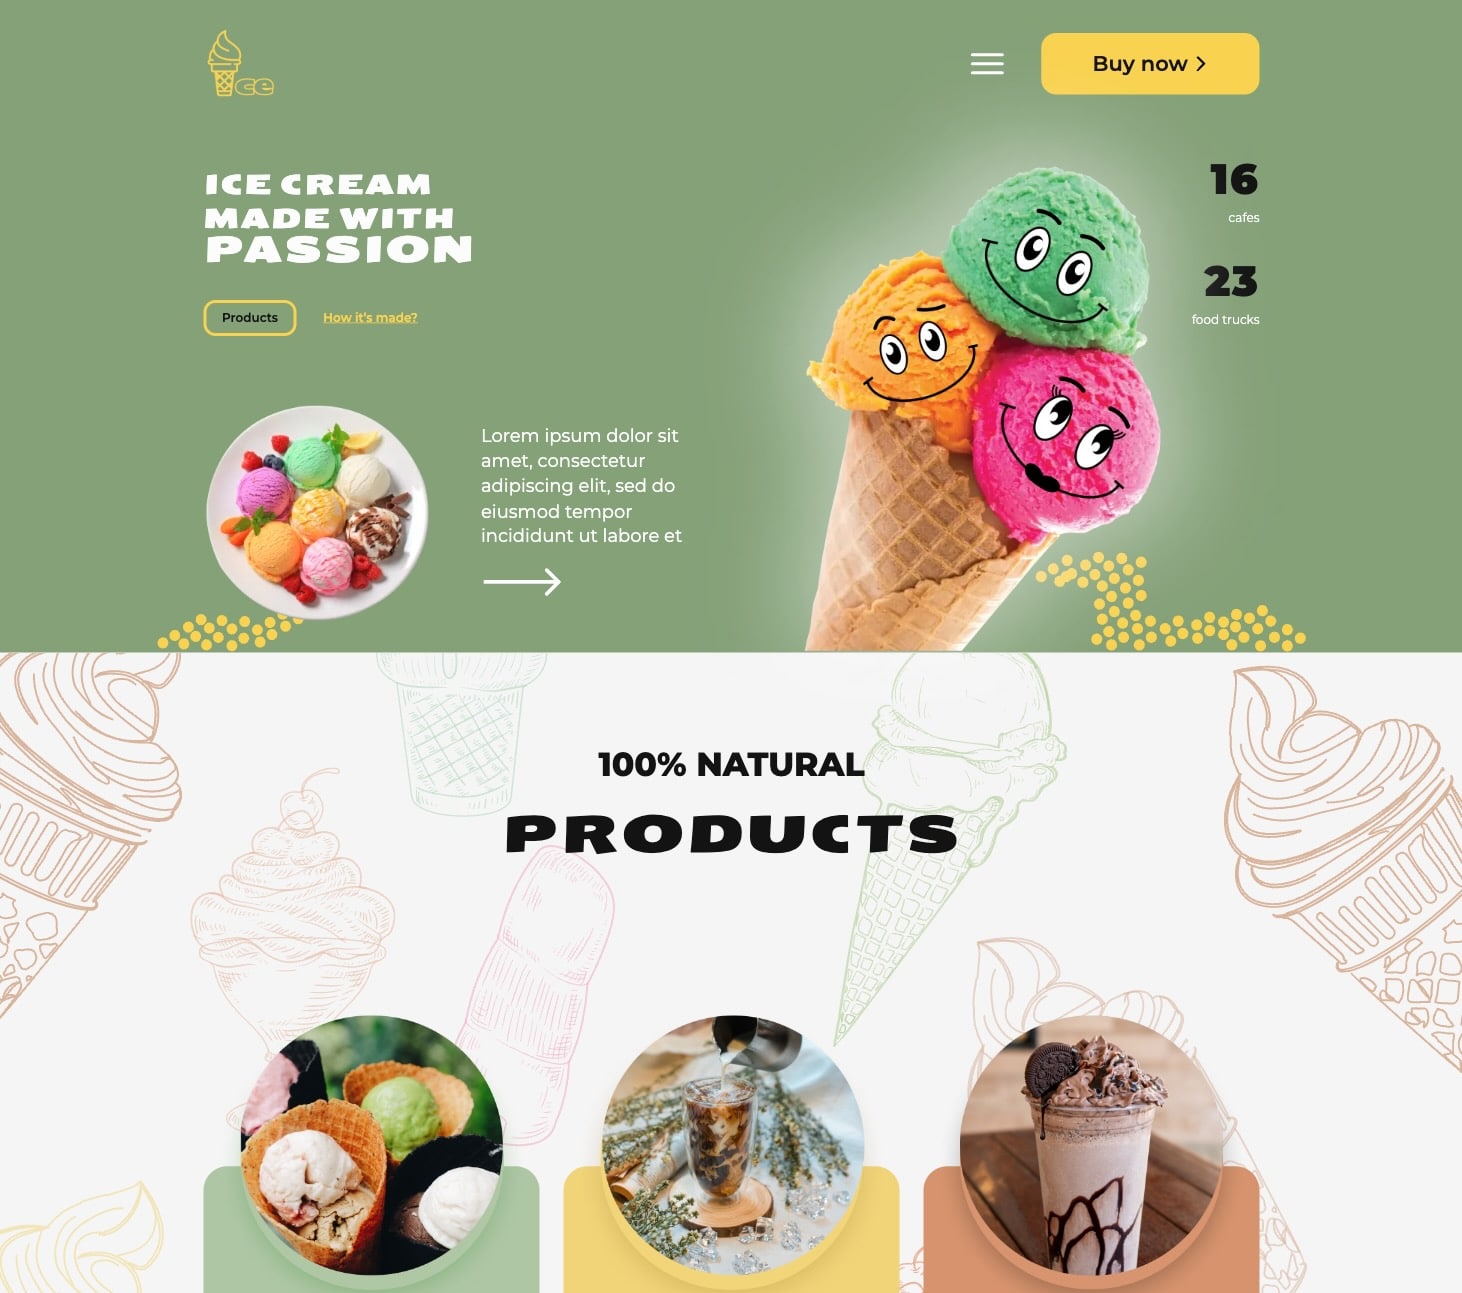 ce
Buy now >
ICE CREAM
MADE WITH
PASSION
Products
How it's made?
16
cafes
23
food trucks
Lorem ipsum dolor sit
amet, consectetur
adipiscing elit, sed do
eiusmod tempor
incididunt ut labore et
100% NATURAL
PRODUCTS